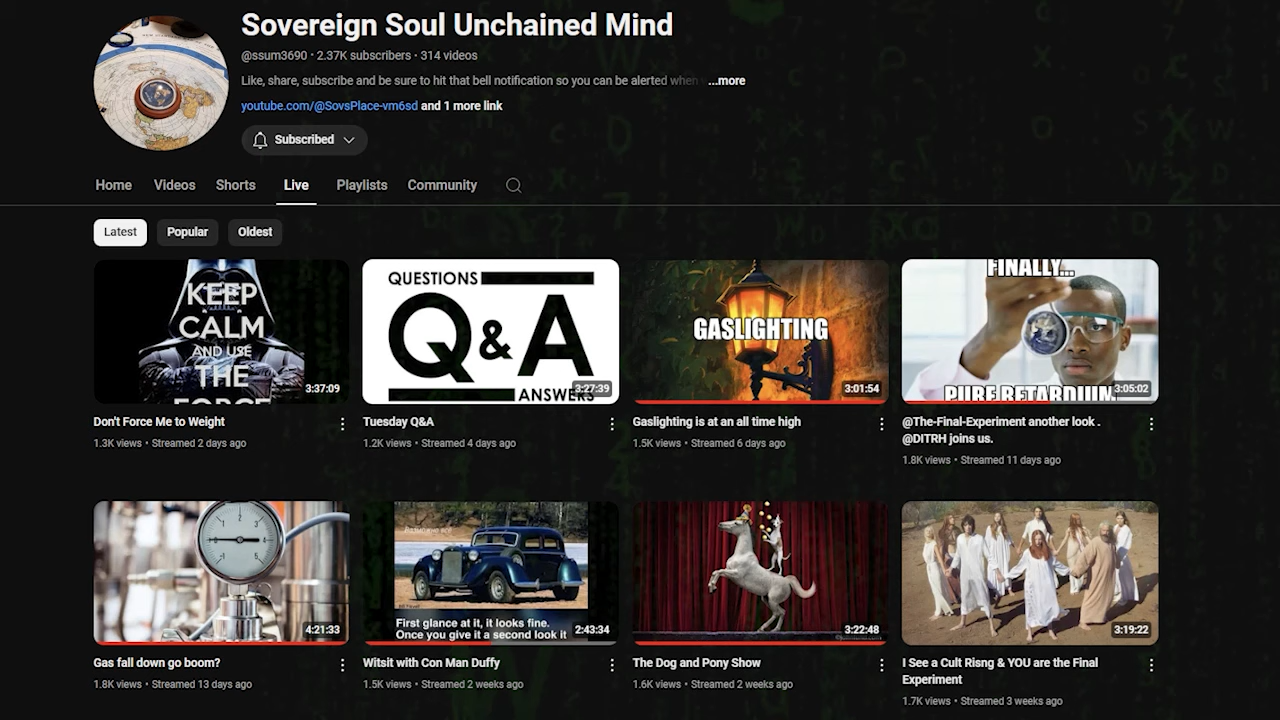 Sovereign Soul Unchained Mind
@ssum3690 · 2.37K subscribers · 314 videos
Like, share, subscribe and be sure to hit that bell notification so you can be alerted when ...more
youtube.com/@SovsPlace-vm6sd and 1 more link
Subscribed
Home Videos Shorts Live Playlists Community
Latest Popular Oldest
KEEP
CALM
AND USE
THE
FORCE
3:37:09
QUESTIONS
Q&A
ANSWERS
3:27:39
GASLIGHTING
3:01:54
FINALLY...
PURE RETARDIUM
3:05:02
Don't Force Me to Weight
1.3K views • Streamed 2 days ago
Tuesday Q&A
1.2K views • Streamed 4 days ago
Gaslighting is at an all time high
1.5K views • Streamed 6 days ago
@The-Final-Experiment another look .
@DITRH joins us.
1.8K views • Streamed 11 days ago
4:21:33
First glance at it, it looks fine.
Once you give it a second look it
2:43:34
3:22:48
3:19:22
Gas fall down go boom?
1.8K views • Streamed 13 days ago
Witsit with Con Man Duffy
1.5K views • Streamed 2 weeks ago
The Dog and Pony Show
1.6K views • Streamed 2 weeks ago
I See a Cult Risng & YOU are the Final
Experiment
1.7K views • Streamed 3 weeks ago